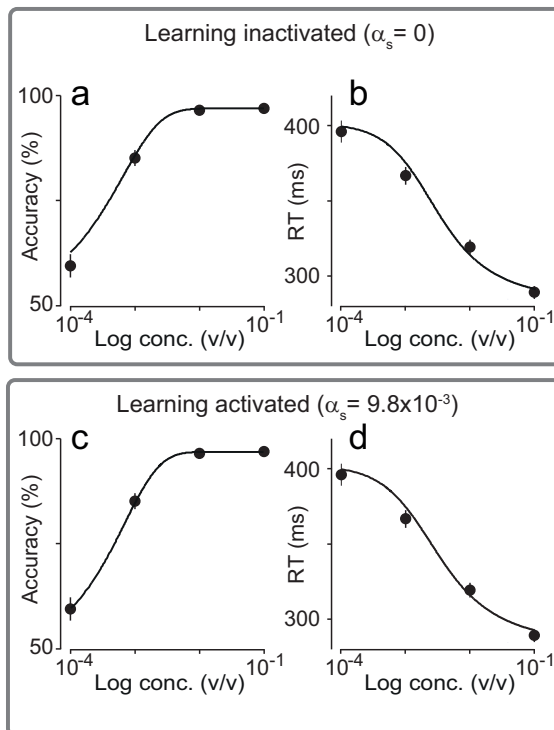 Learning inactivated (αs= 0)
a
b
100
50
Accuracy (%)
10-4
10-1
Log conc. (v/v)
400
300
RT (ms)
10-4
10-1
Log conc. (v/v)
Learning activated (αs= 9.8x10-3)
c
d
100
50
Accuracy (%)
10-4
10-1
Log conc. (v/v)
400
300
RT (ms)
10-4
10-1
Log conc. (v/v)